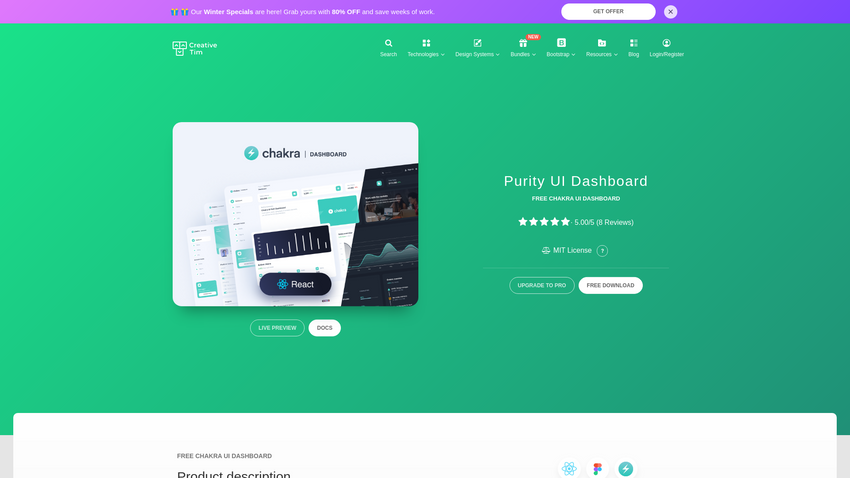 Our Winter Specials are here! Grab yours with 80% OFF and save weeks of work.
GET OFFER
Creative
Tim
NEW
Search
Technologies
Design Systems
Bundles
Bootstrap
Resources
Blog
Login/Register
chakra | DASHBOARD
chakra
React
Purity UI Dashboard
FREE CHAKRA UI DASHBOARD
5.00/5 (8 Reviews)
MIT License ?
UPGRADE TO PRO
FREE DOWNLOAD
LIVE PREVIEW
DOCS
FREE CHAKRA UI DASHBOARD
Product description